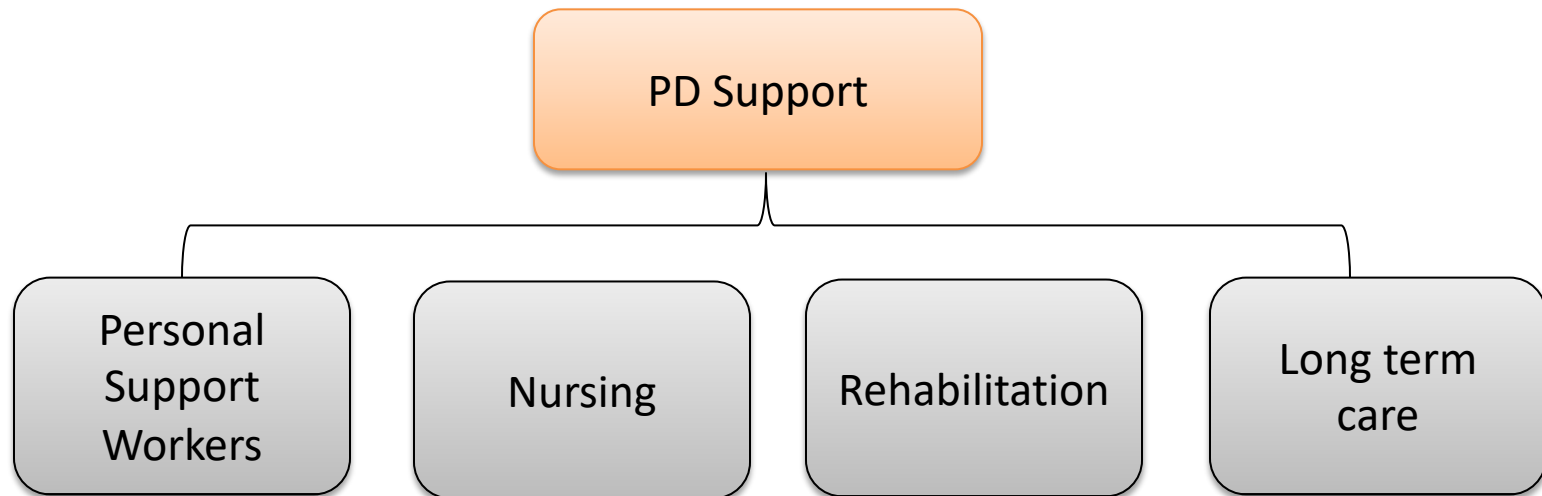 PD Support
Personal
Support
Workers
Nursing
Rehabilitation
Long term
care